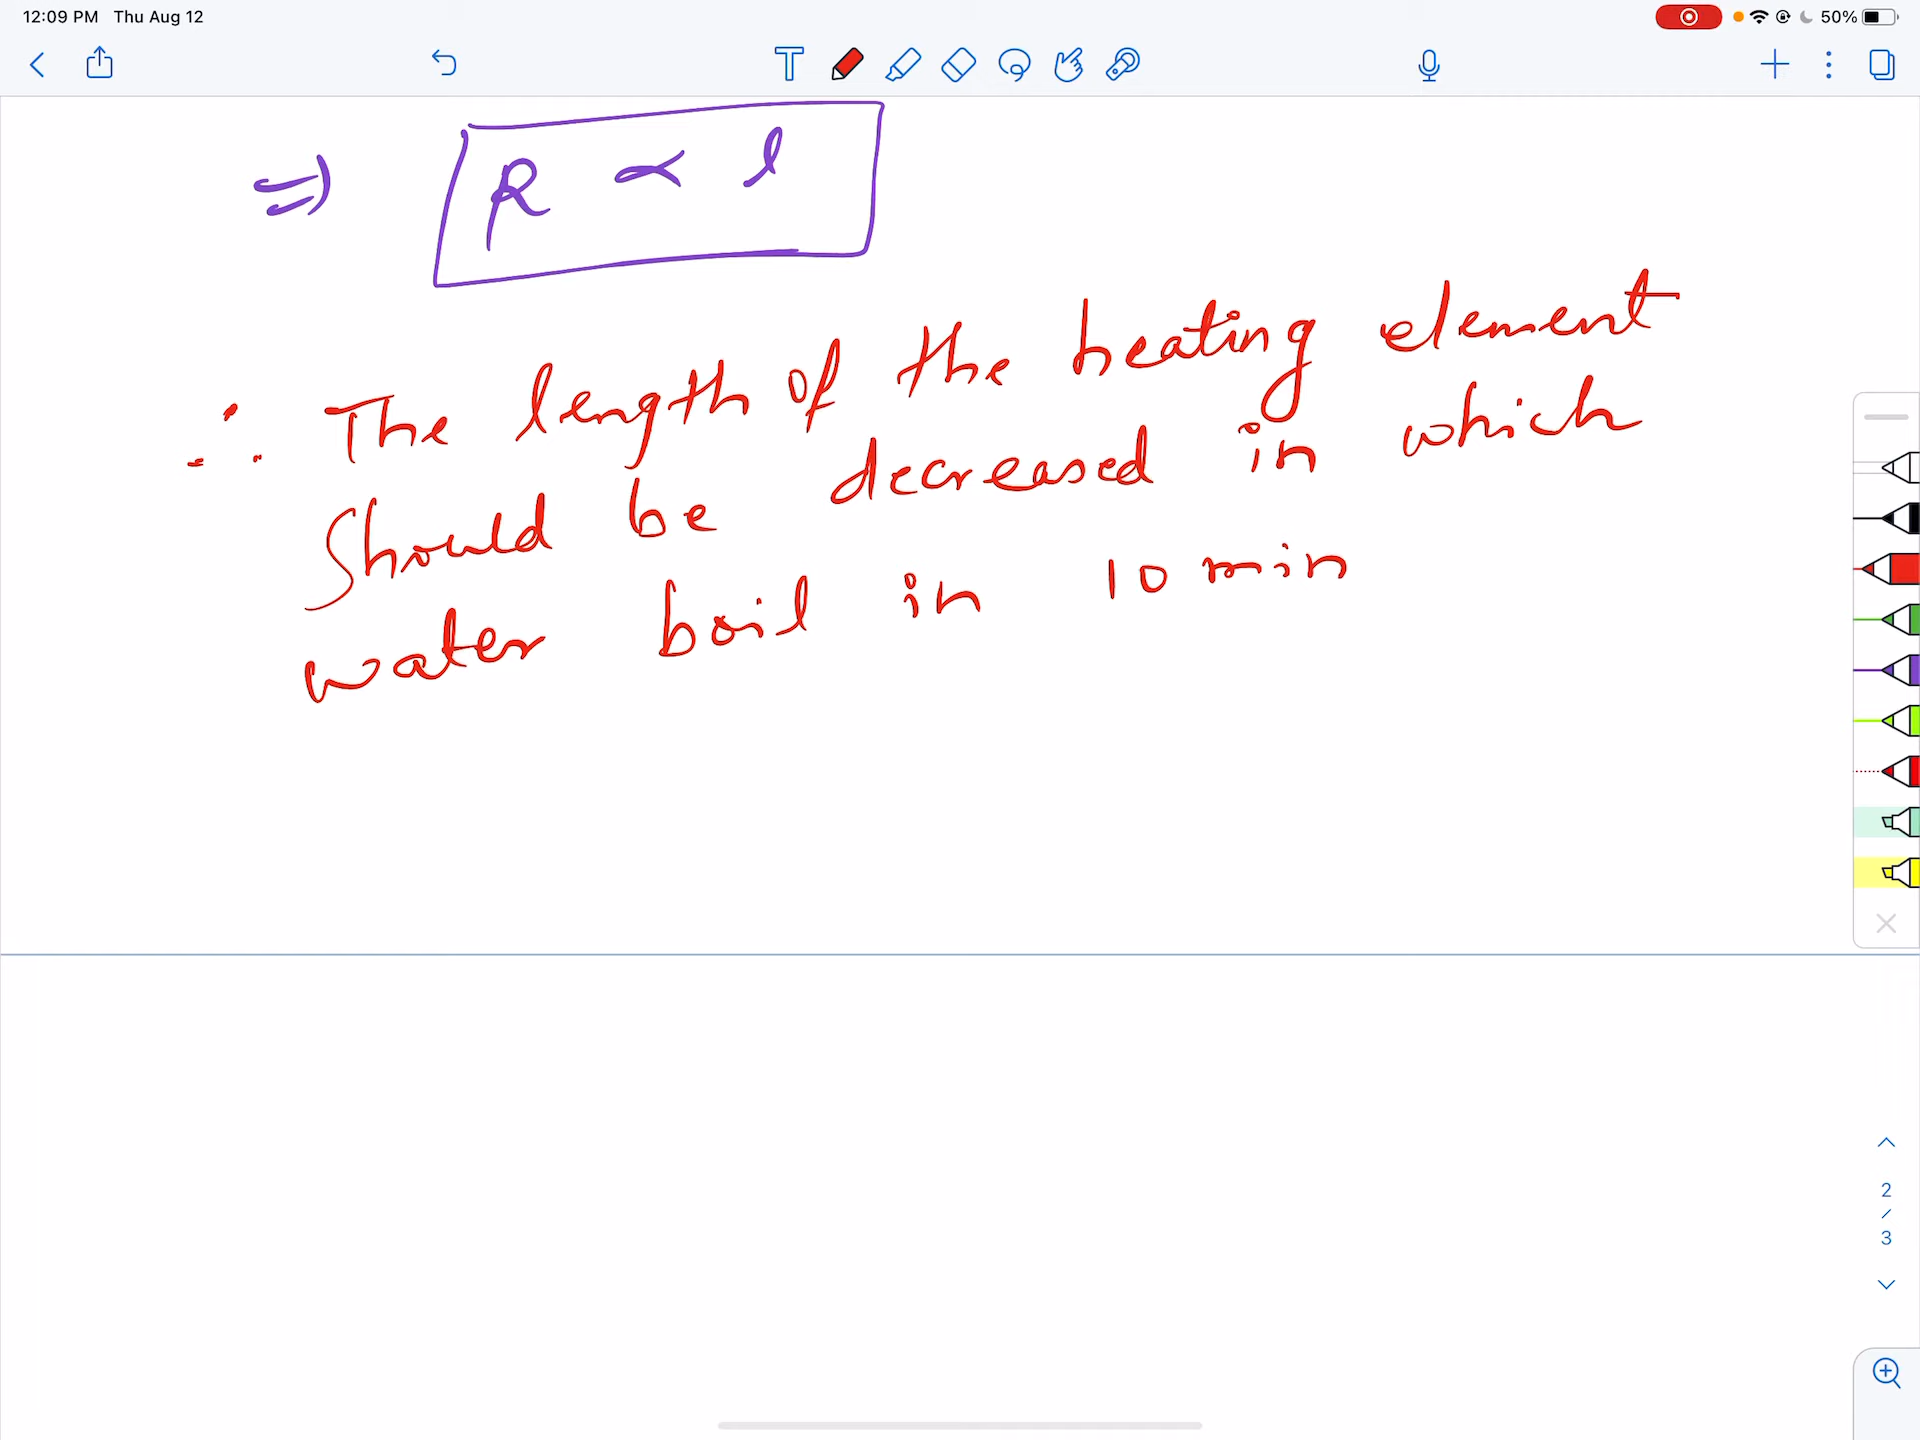 12:09 PM Thu Aug 12
50%
T
⇒ R ∝ l
∴ The length of the heating element
should be decreased in which
water boil in 10 min
2
/
3